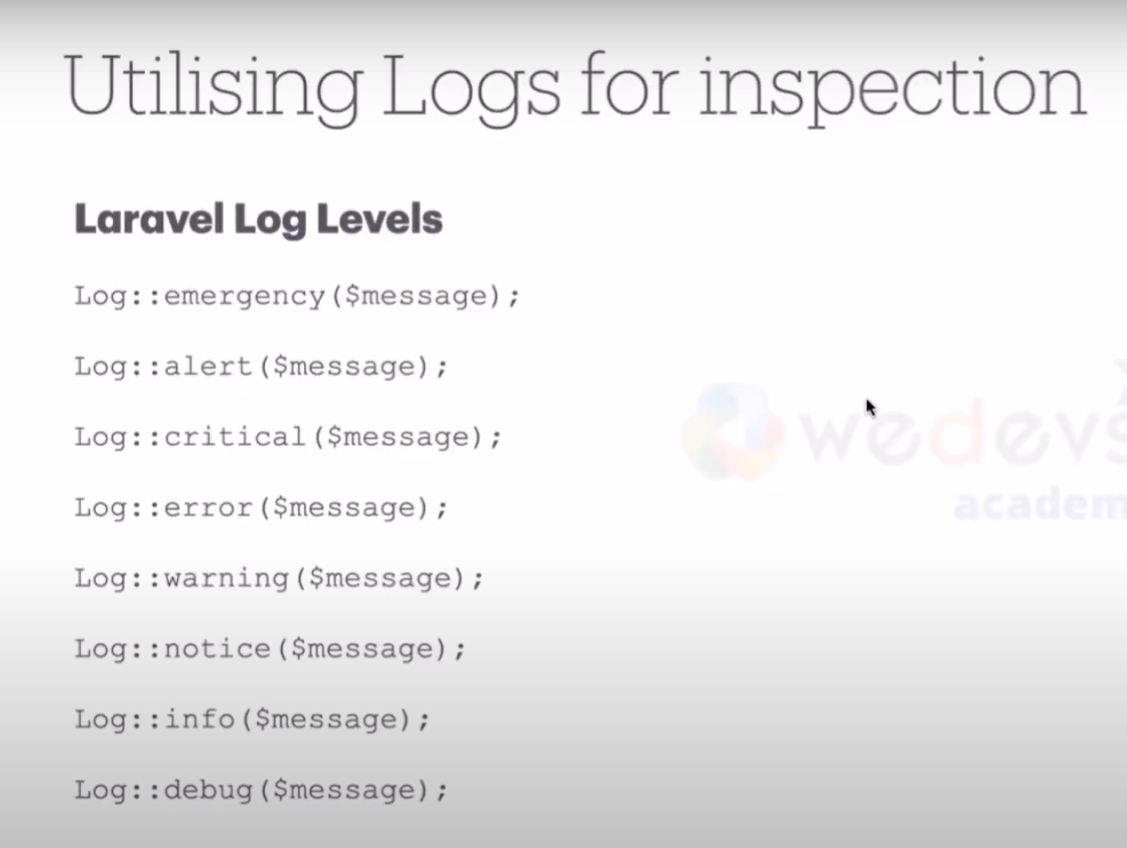 Utilising Logs for inspection
Laravel Log Levels
Log::emergency($message);
Log::alert($message);
Log::critical($message);
Log::error($message);
Log::warning($message);
Log::notice($message);
Log::info($message);
Log::debug($message);
wedevs
academ